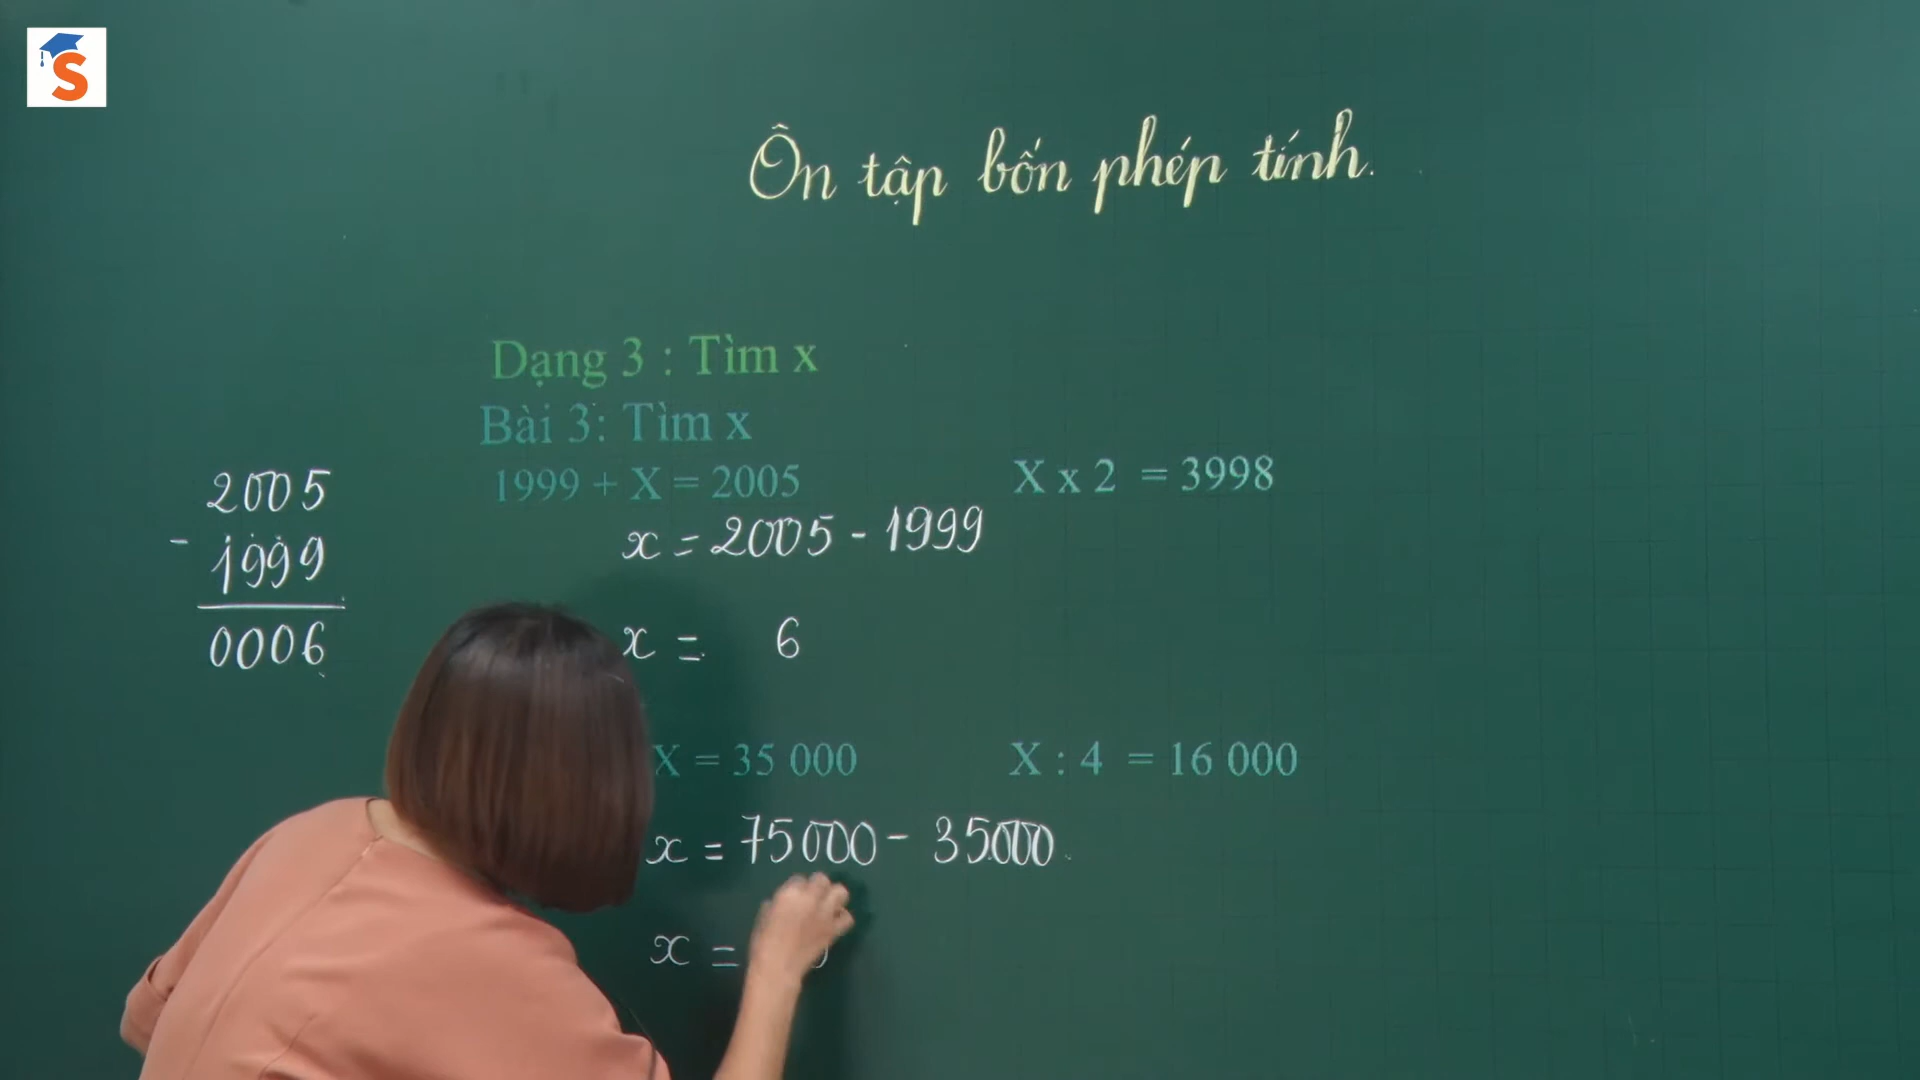 S
Ôn tập bốn phép tính.
Dạng 3 : Tìm x
Bài 3: Tìm x
1999 + X = 2005
x = 2005 - 1999
x = 6
2005
- 1999
0006
X x 2 = 3998
X = 35 000
x = 75000 - 35000
x =
X : 4 = 16 000